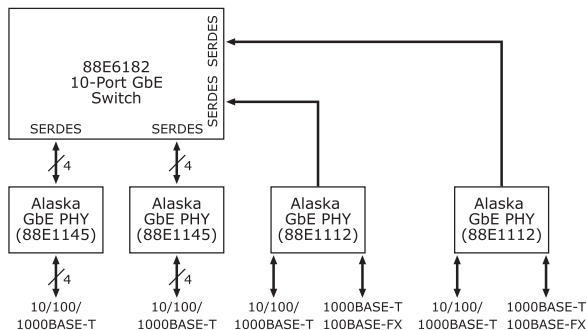 88E6182
10-Port GbE
Switch
SERDES
SERDES
SERDES
SERDES
4
4
Alaska
GbE PHY
(88E1145)
Alaska
GbE PHY
(88E1145)
Alaska
GbE PHY
(88E1112)
Alaska
GbE PHY
(88E1112)
4
4
10/100/
1000BASE-T
10/100/
1000BASE-T
10/100/
1000BASE-T
1000BASE-T
100BASE-FX
10/100/
1000BASE-T
1000BASE-T
100BASE-FX